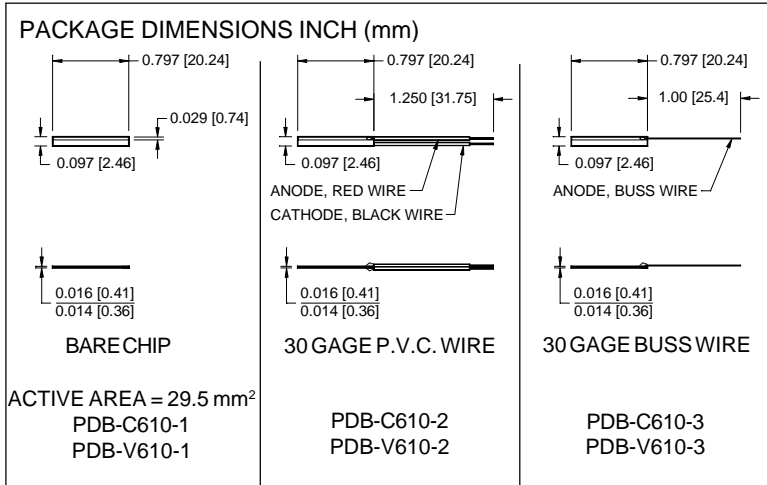 PACKAGE DIMENSIONS INCH (mm)
0.797 [20.24]
0.029 [0.74]
0.097 [2.46]
0.016 [0.41]
0.014 [0.36]
BARE CHIP
ACTIVE AREA = 29.5 mm²
PDB-C610-1
PDB-V610-1
0.797 [20.24]
1.250 [31.75]
0.097 [2.46]
ANODE, RED WIRE
CATHODE, BLACK WIRE
0.016 [0.41]
0.014 [0.36]
30 GAGE P.V.C. WIRE
PDB-C610-2
PDB-V610-2
0.797 [20.24]
1.00 [25.4]
0.097 [2.46]
ANODE, BUSS WIRE
0.016 [0.41]
0.014 [0.36]
30 GAGE BUSS WIRE
PDB-C610-3
PDB-V610-3